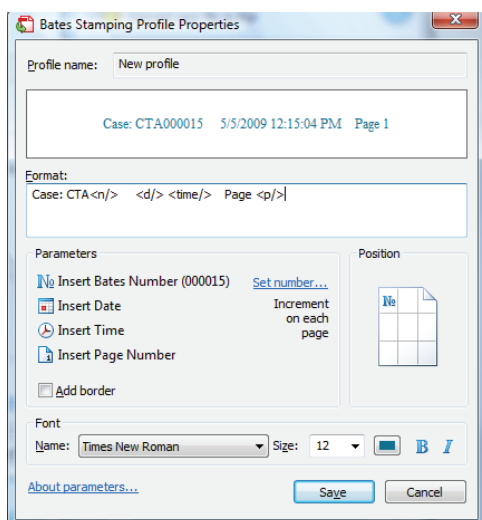 Bates Stamping Profile Properties
Profile name: New profile
Case: CTA000015 5/5/2009 12:15:04 PM Page 1
Format:
Case: CTA<n/> <d/> <time/> Page <p/>
Parameters
Position
№ Insert Bates Number (000015) Set number...
Insert Date
Increment on each page
Insert Time
Insert Page Number
№
Add border
Font
Name: Times New Roman Size: 12 B I
About parameters...
Save Cancel